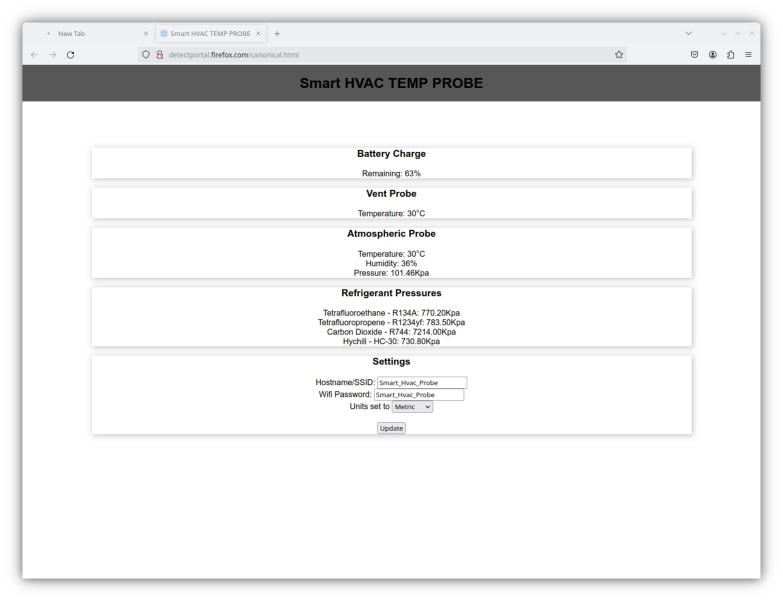 New Tab
Smart HVAC TEMP PROBE
detectportal.firefox.com/canonical.html
Smart HVAC TEMP PROBE
Battery Charge
Remaining: 63%
Vent Probe
Temperature: 30°C
Atmospheric Probe
Temperature: 30°C
Humidity: 36%
Pressure: 101.46Kpa
Refrigerant Pressures
Tetrafluoroethane - R134A: 770.20Kpa
Tetrafluoropropene - R1234yf: 783.50Kpa
Carbon Dioxide - R744: 7214.00Kpa
Hychill - HC-30: 730.80Kpa
Settings
Hostname/SSID: Smart_Hvac_Probe
Wifi Password: Smart_Hvac_Probe
Units set to Metric
Update